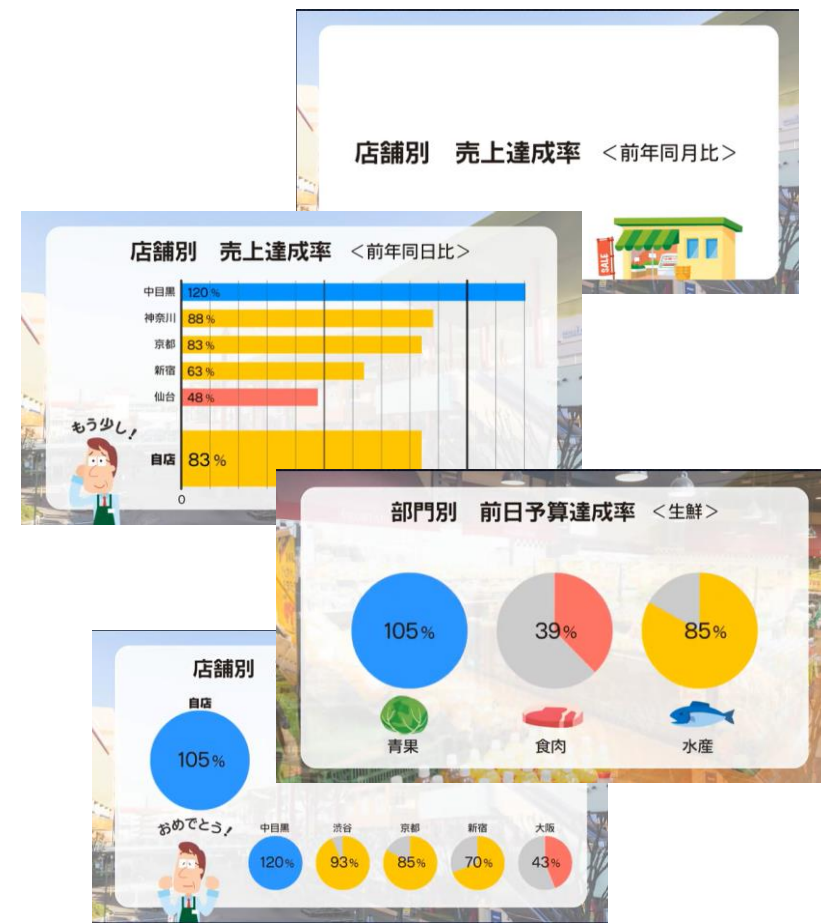 店舗別　売上達成率　＜前年同月比＞
SALE
店舗別　売上達成率　＜前年同日比＞
中目黒 120%
神奈川 88%
京都 83%
新宿 63%
仙台 48%
もう少し！
自店 83%
0
部門別　前日予算達成率　＜生鮮＞
105% 39% 85%
青果 食肉 水産
店舗別
自店
105%
おめでとう！
中目黒 渋谷 京都 新宿 大阪
120% 93% 85% 70% 43%